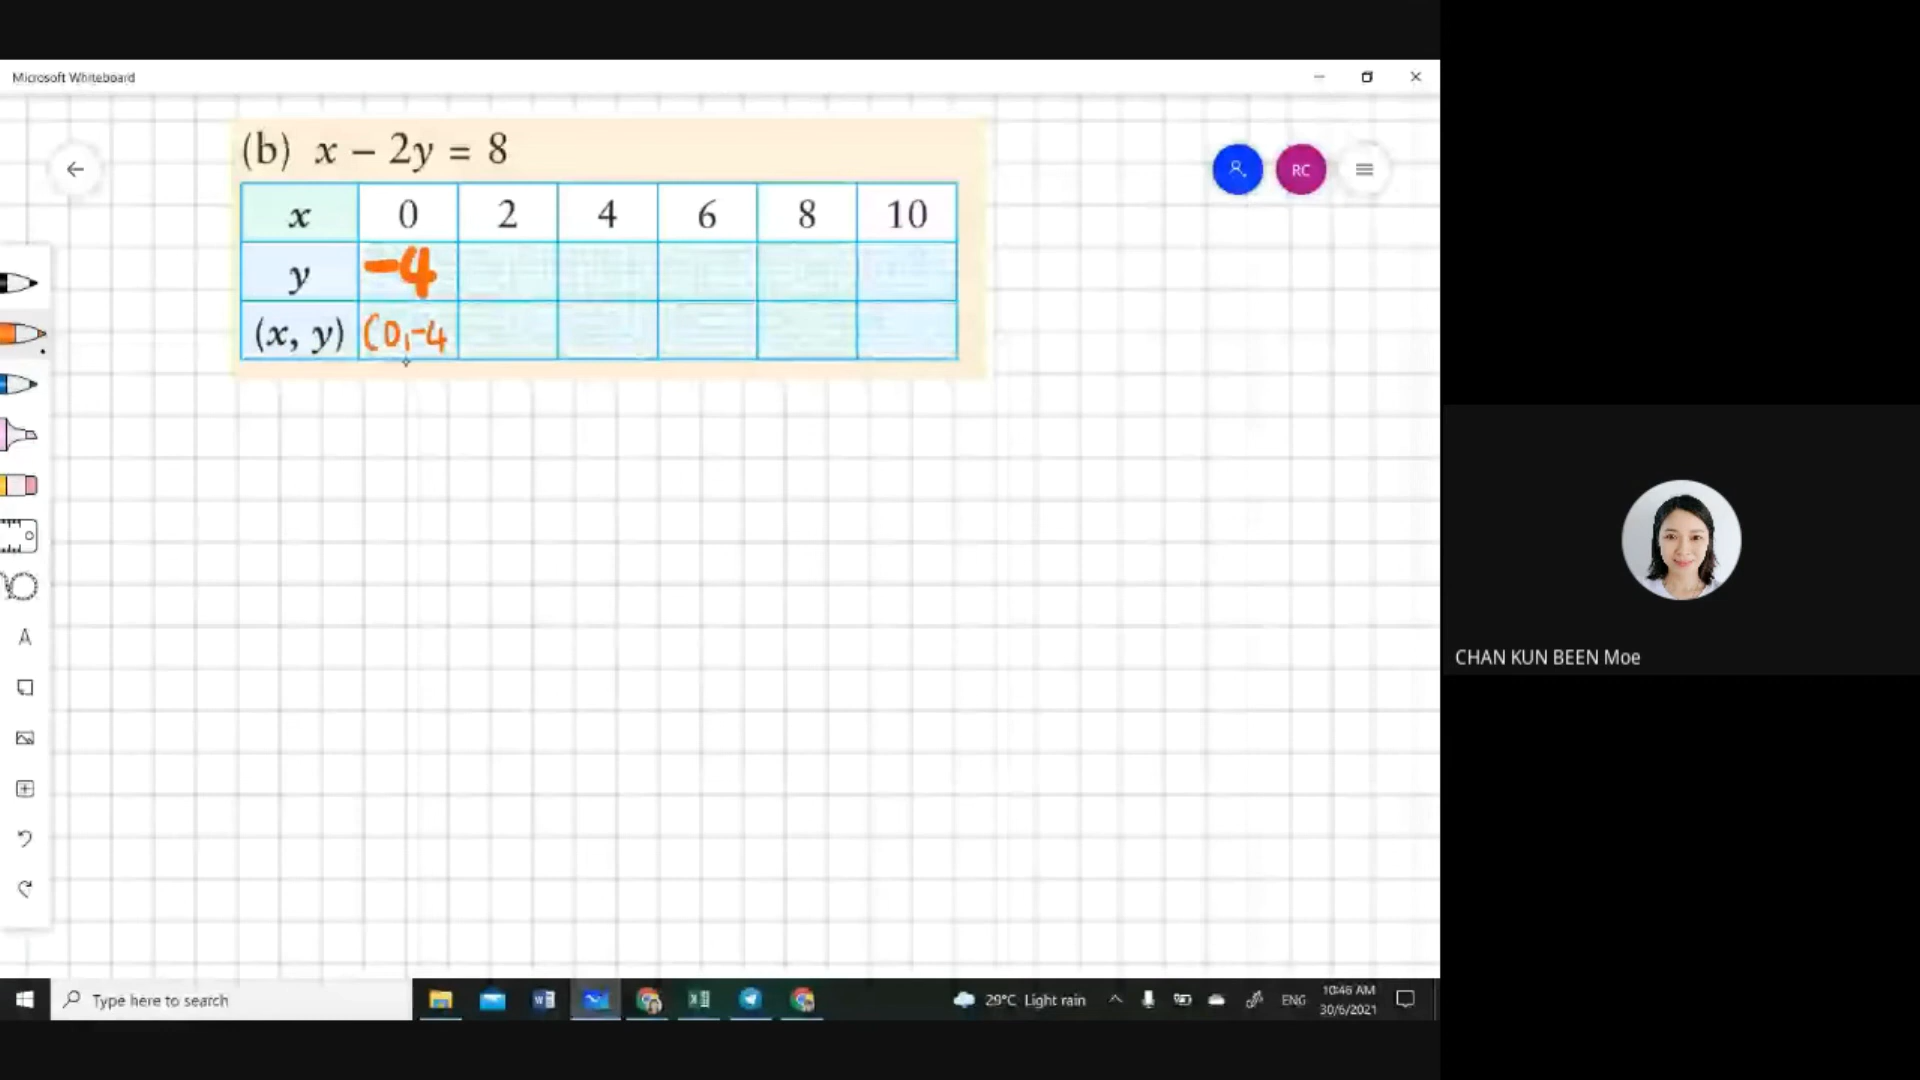 Microsoft Whiteboard
(b) x − 2y = 8
x 0 2 4 6 8 10
y -4
(x, y) (0,-4
RC
A
CHAN KUN BEEN Moe
Type here to search
29°C Light rain
ENG
10:46 AM
30/6/2021